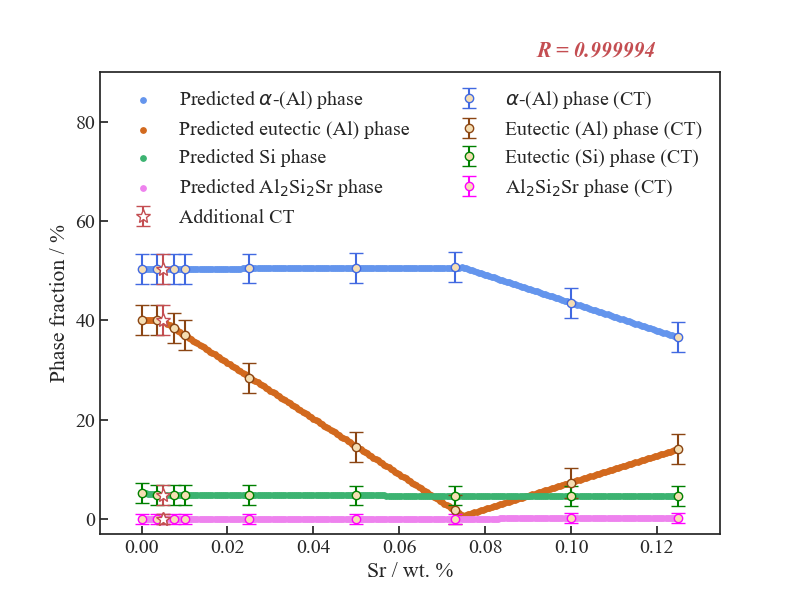 R = 0.999994
Predicted α-(Al) phase
Predicted eutectic (Al) phase
Predicted Si phase
Predicted Al₂Si₂Sr phase
Additional CT
α-(Al) phase (CT)
Eutectic (Al) phase (CT)
Eutectic (Si) phase (CT)
Al₂Si₂Sr phase (CT)
Phase fraction / %
80
60
40
20
0
0.00 0.02 0.04 0.06 0.08 0.10 0.12
Sr / wt. %